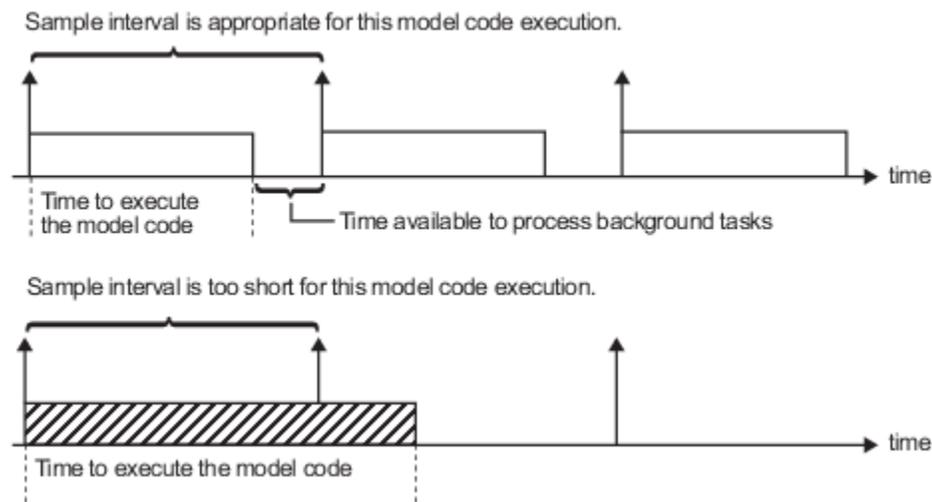 Sample interval is appropriate for this model code execution.
time
Time to execute
the model code
Time available to process background tasks
Sample interval is too short for this model code execution.
time
Time to execute the model code